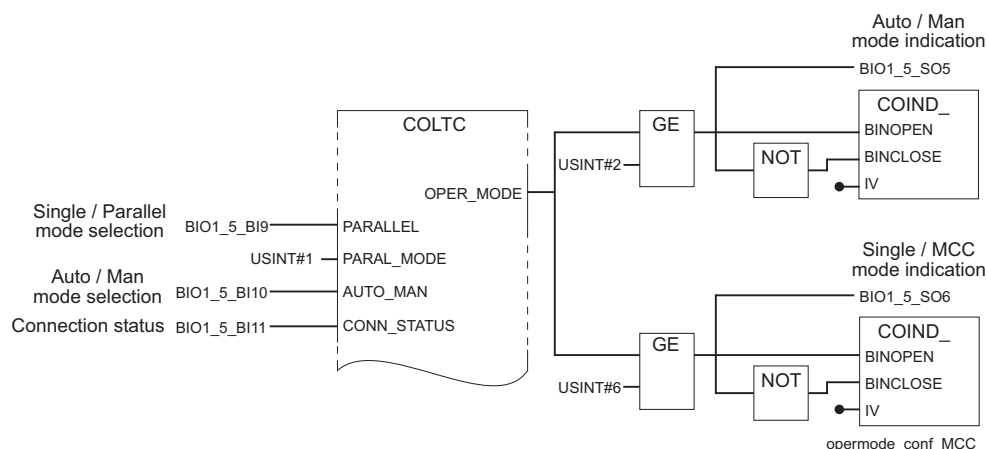 Auto / Man
mode indication
BIO1_5_SO5
COIND_
BINOPEN
BINCLOSE
IV
GE
USINT#2
NOT
COLTC
OPER_MODE
Single / Parallel
mode selection
BIO1_5_BI9
PARALLEL
USINT#1
PARAL_MODE
Auto / Man
mode selection
BIO1_5_BI10
AUTO_MAN
Connection status
BIO1_5_BI11
CONN_STATUS
Single / MCC
mode indication
BIO1_5_SO6
COIND_
BINOPEN
BINCLOSE
IV
GE
USINT#6
NOT
opermode_conf_MCC